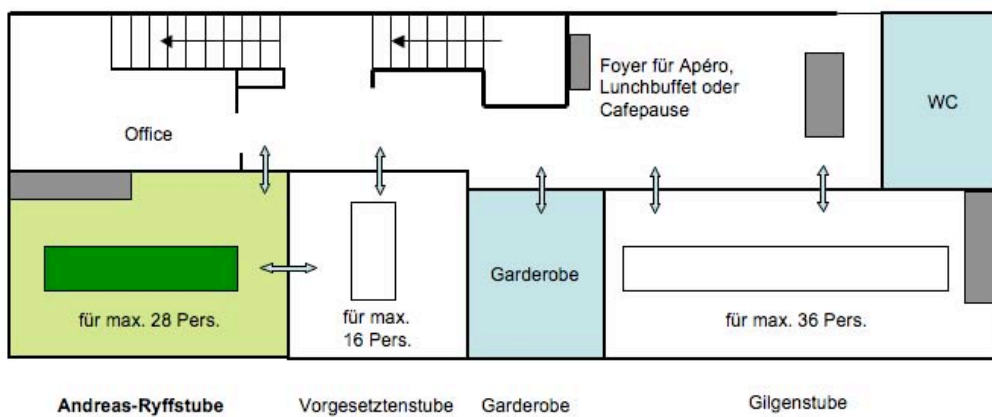 Foyer für Apéro,
Lunchbuffet oder
Cafepause
WC
Office
Garderobe
für max. 28 Pers.
für max.
16 Pers.
für max. 36 Pers.
Andreas-Ryffstube
Vorgesetztenstube
Garderobe
Gilgenstube